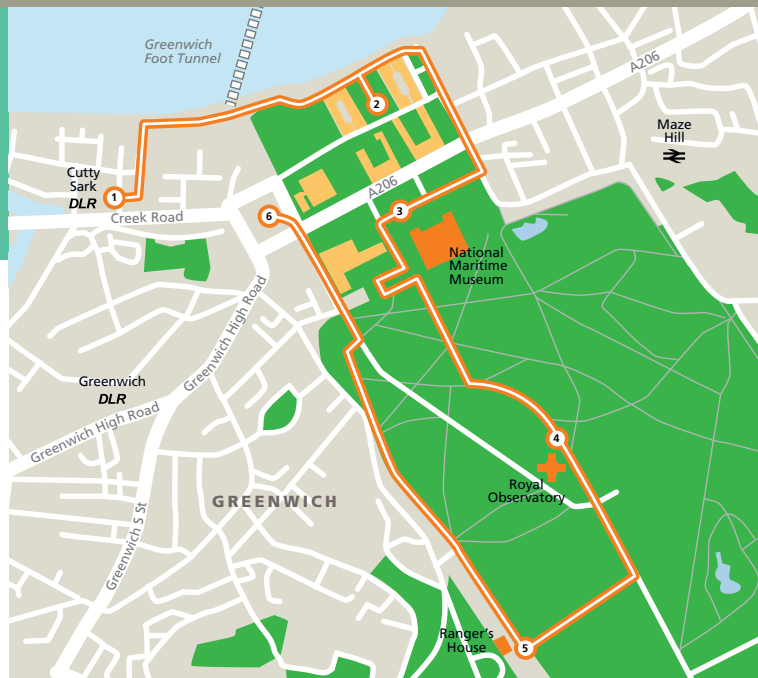 Greenwich
Foot Tunnel
A206
2
Maze
Hill
Cutty
Sark
DLR
1
A206
Creek Road
6
3
National
Maritime
Museum
Greenwich High Road
Greenwich
DLR
Greenwich High Road
4
Royal
Observatory
GREENWICH
Greenwich S St
Ranger's
House
5